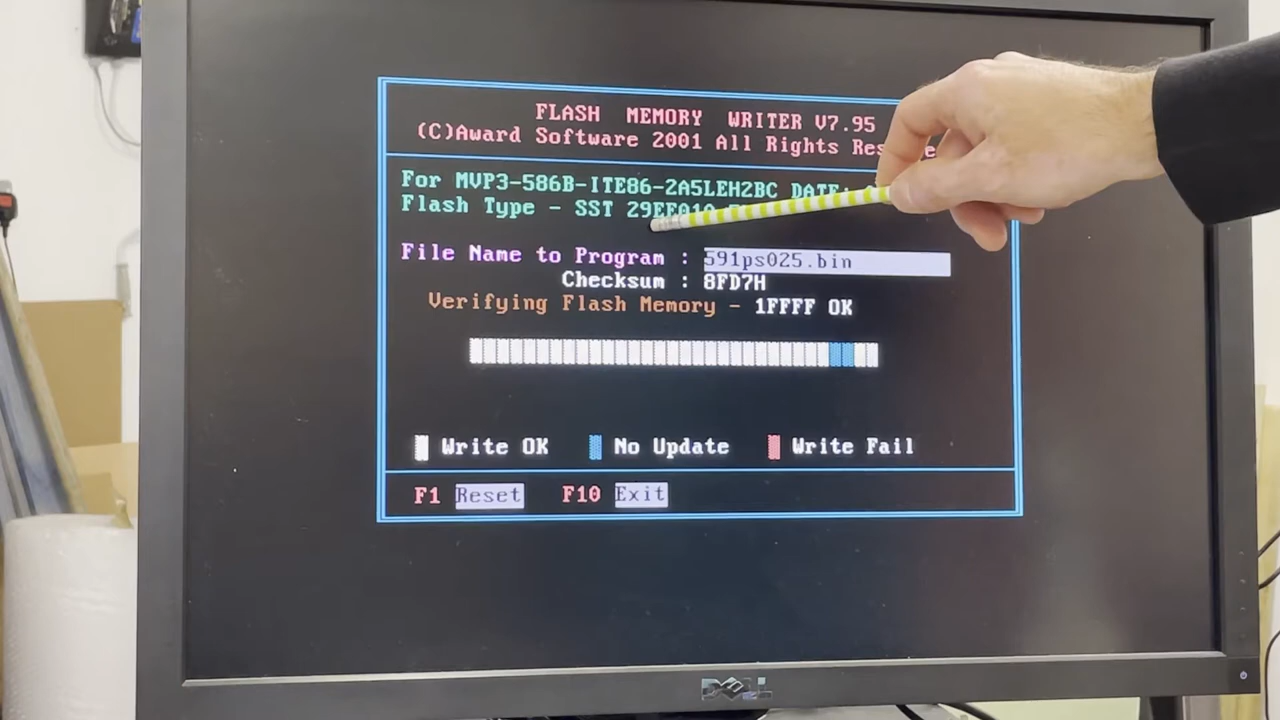 FLASH MEMORY WRITER V7.95
(C)Award Software 2001 All Rights
For MVP3-586B-ITE86-2A5LEH2BC DATE:
Flash Type - SST 29EE010
File Name to Program : 591ps025.bin
Checksum : 8FD7H
Verifying Flash Memory - 1FFFF OK
Write OK No Update Write Fail
F1 Reset F10 Exit
DELL